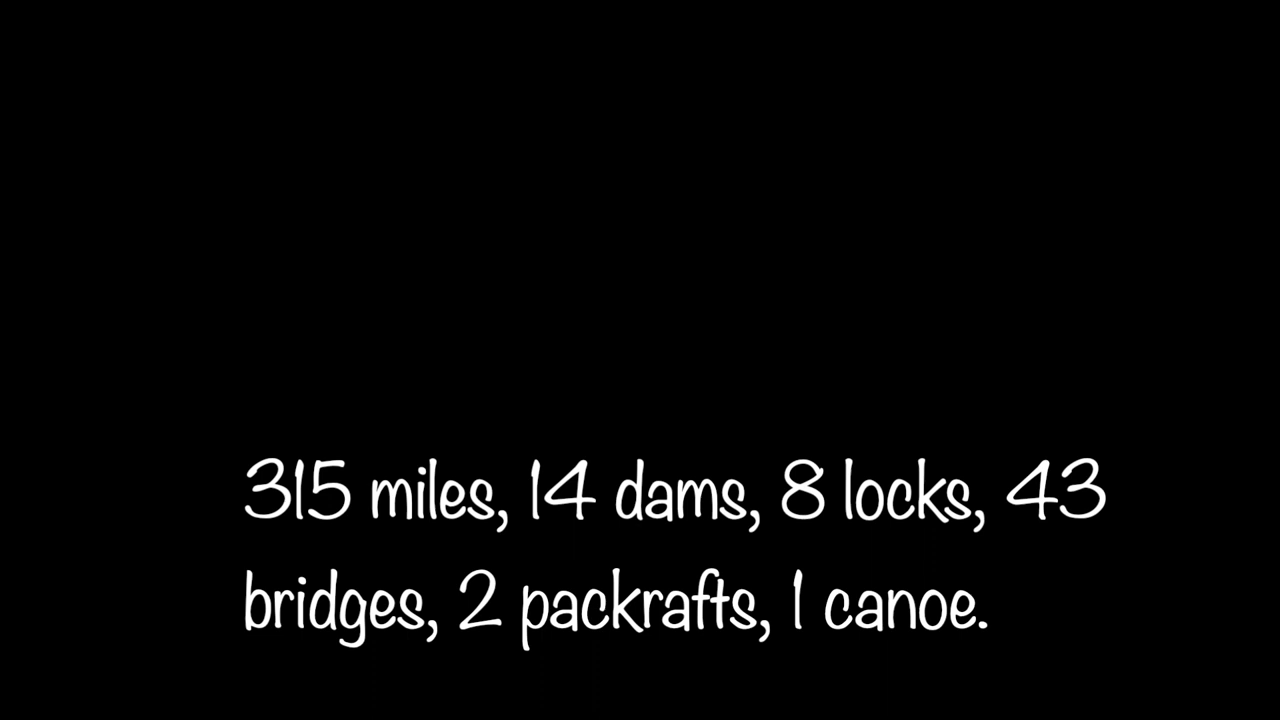 315 miles, 14 dams, 8 locks, 43
bridges, 2 packrafts, 1 canoe.